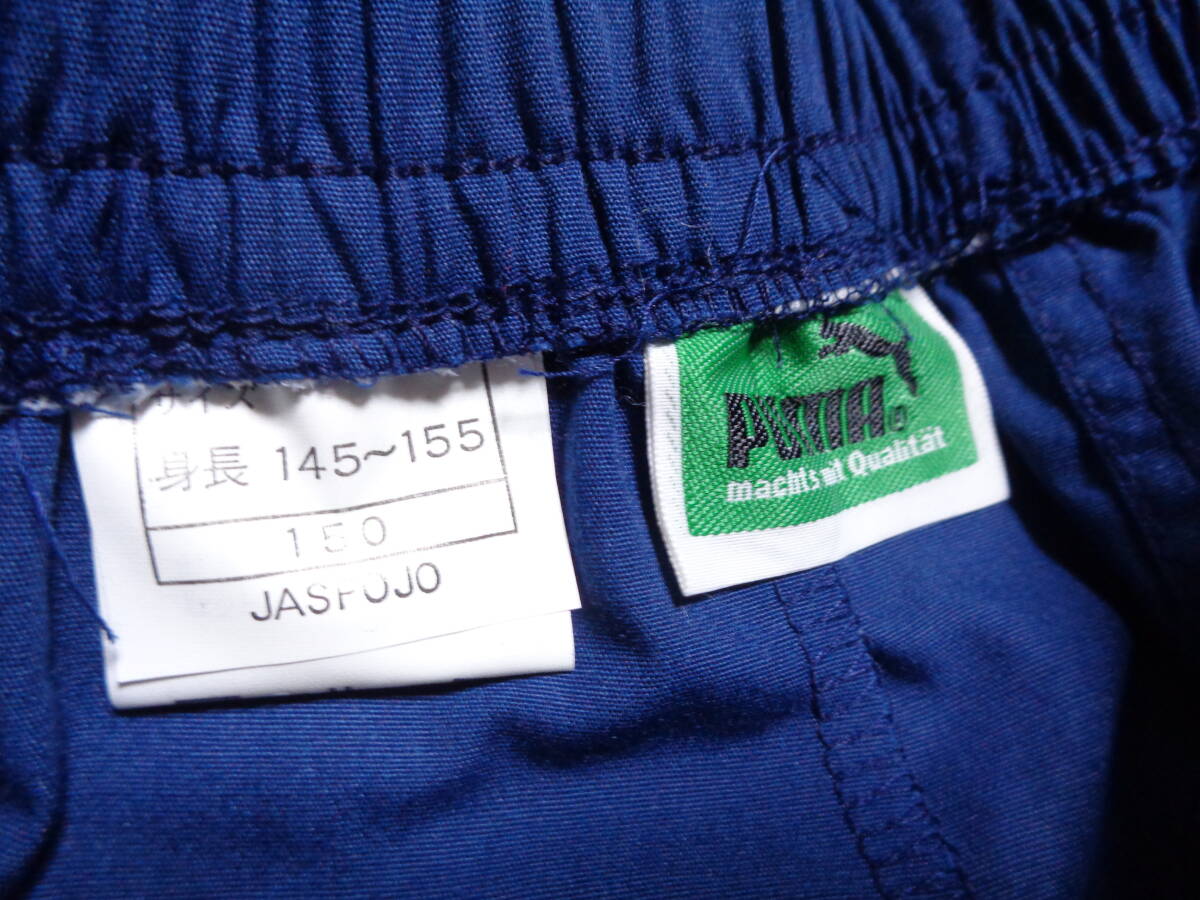 サイズ
身長 145~155
150
JASPOJO
PUMA
macht's mit Qualität